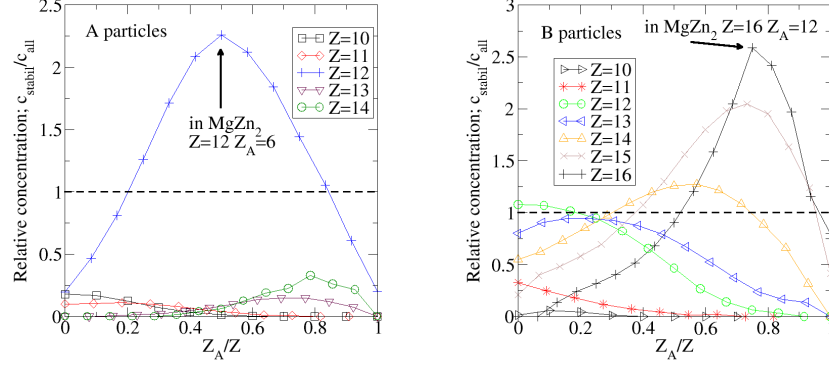 A particles
Z=10
Z=11
Z=12
Z=13
Z=14
in MgZn2
Z=12 ZA=6
Relative concentration; cstabil/call
2.5
2
1.5
1
0.5
0
0 0.2 0.4 0.6 0.8 1
ZA/Z
in MgZn2 Z=16 ZA=12
B particles
Z=10
Z=11
Z=12
Z=13
Z=14
Z=15
Z=16
Relative concentration; cstabil/call
3
2.5
2
1.5
1
0.5
0
0 0.2 0.4 0.6 0.8 1
ZA/Z